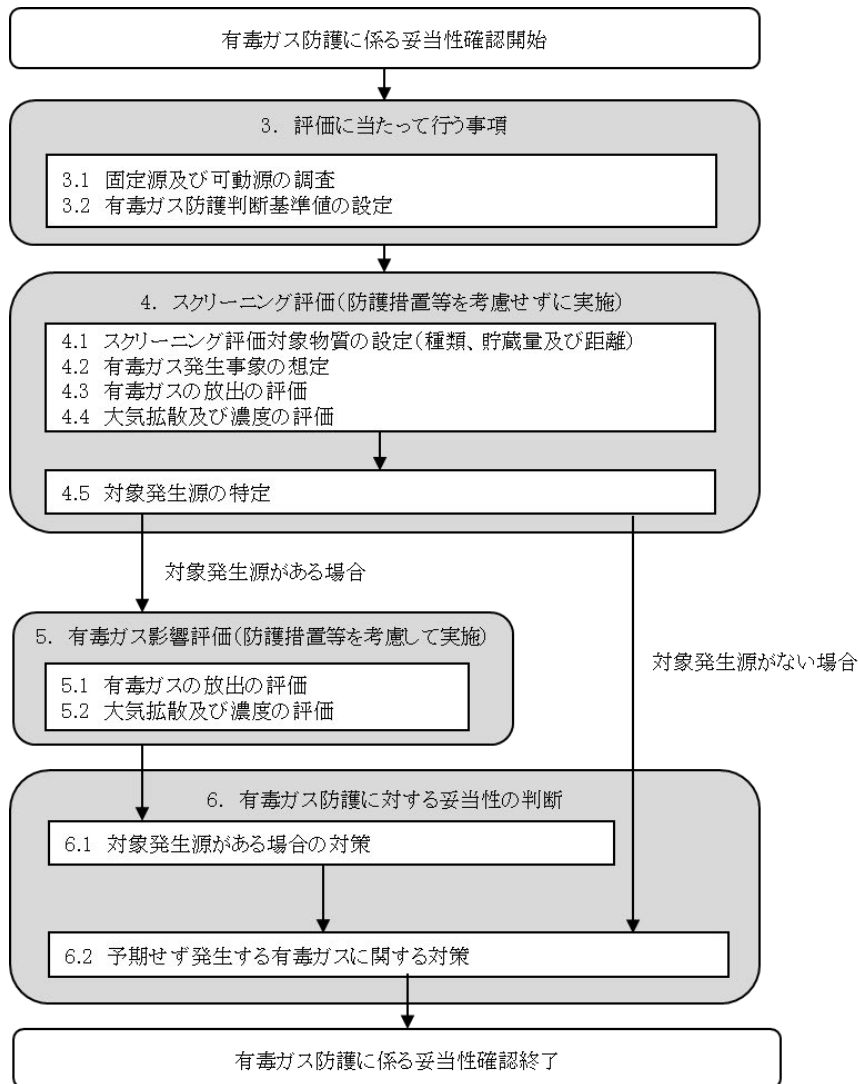 有毒ガス防護に係る妥当性確認開始
3. 評価に当たって行う事項
3.1 固定源及び可動源の調査
3.2 有毒ガス防護判断基準値の設定
4. スクリーニング評価(防護措置等を考慮せずに実施)
4.1 スクリーニング評価対象物質の設定(種類、貯蔵量及び距離)
4.2 有毒ガス発生事象の想定
4.3 有毒ガスの放出の評価
4.4 大気拡散及び濃度の評価
4.5 対象発生源の特定
対象発生源がある場合
対象発生源がない場合
5. 有毒ガス影響評価(防護措置等を考慮して実施)
5.1 有毒ガスの放出の評価
5.2 大気拡散及び濃度の評価
6. 有毒ガス防護に対する妥当性の判断
6.1 対象発生源がある場合の対策
6.2 予期せず発生する有毒ガスに関する対策
有毒ガス防護に係る妥当性確認終了